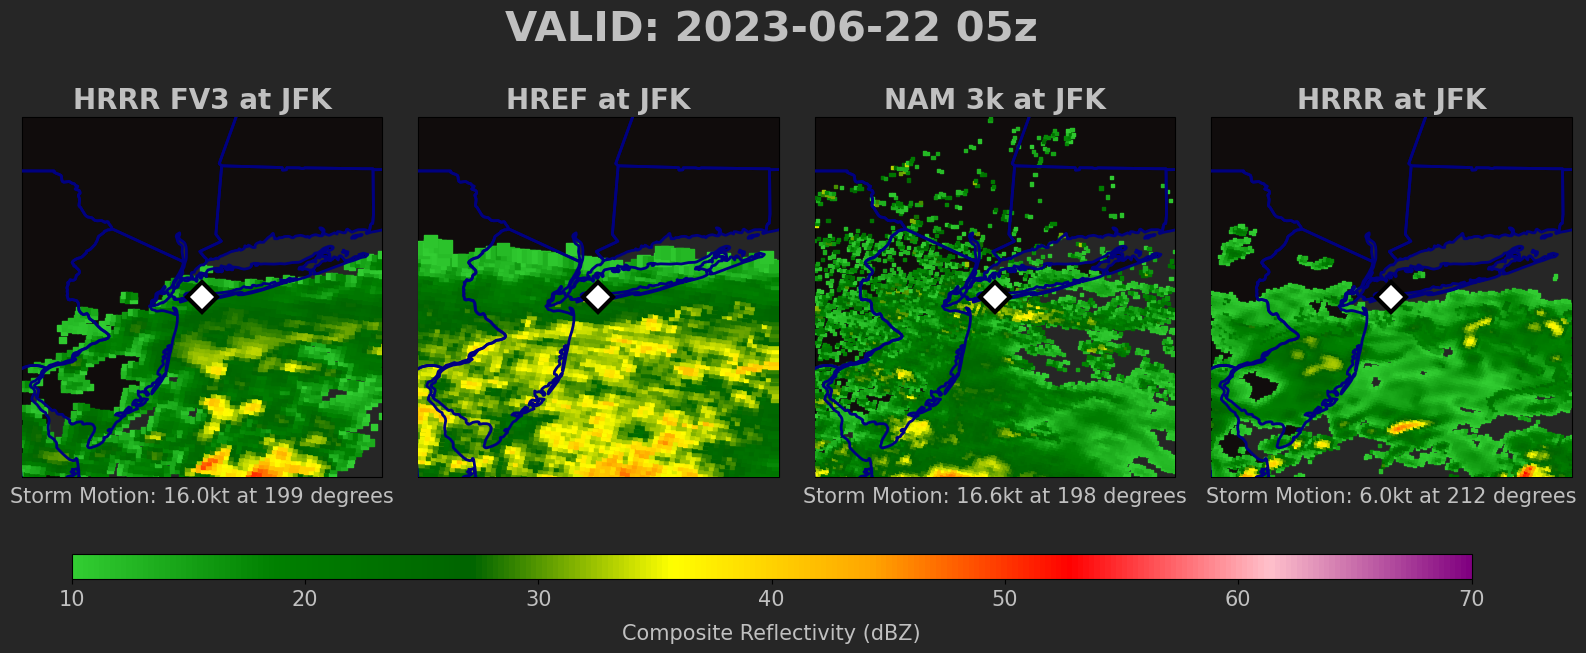 VALID: 2023-06-22 05z
HRRR FV3 at JFK
HREF at JFK
NAM 3k at JFK
HRRR at JFK
Storm Motion: 16.0kt at 199 degrees
Storm Motion: 16.6kt at 198 degrees
Storm Motion: 6.0kt at 212 degrees
10 20 30 40 50 60 70
Composite Reflectivity (dBZ)